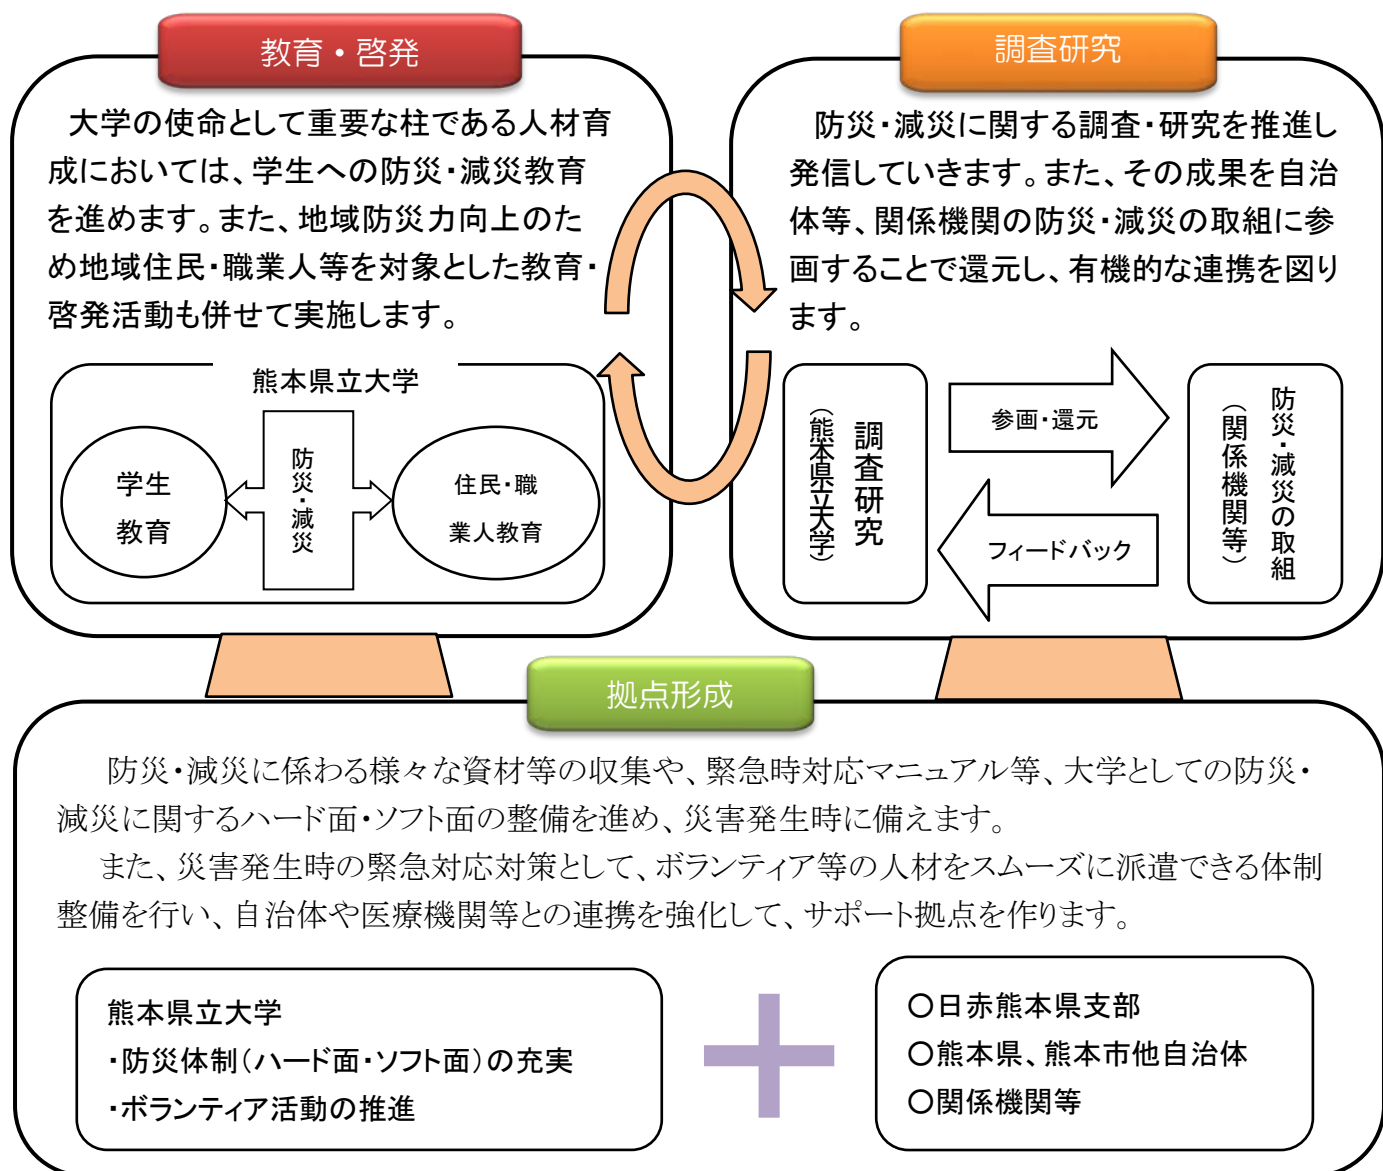 教育・啓発
大学の使命として重要な柱である人材育
成においては、学生への防災・減災教育
を進めます。また、地域防災力向上のた
め地域住民・職業人等を対象とした教育・
啓発活動も併せて実施します。
熊本県立大学
学生
教育
防災・減災
住民・職
業人教育
調査研究
防災・減災に関する調査・研究を推進し
発信していきます。また、その成果を自治
体等、関係機関の防災・減災の取組に参
画することで還元し、有機的な連携を図り
ます。
調査研究
（熊本県立大学）
参画・還元
フィードバック
防災・減災の取組
（関係機関等）
拠点形成
防災・減災に係わる様々な資材等の収集や、緊急時対応マニュアル等、大学としての防災・
減災に関するハード面・ソフト面の整備を進め、災害発生時に備えます。
また、災害発生時の緊急対応対策として、ボランティア等の人材をスムーズに派遣できる体制
整備を行い、自治体や医療機関等との連携を強化して、サポート拠点を作ります。
熊本県立大学
・防災体制（ハード面・ソフト面）の充実
・ボランティア活動の推進
○日赤熊本県支部
○熊本県、熊本市他自治体
○関係機関等